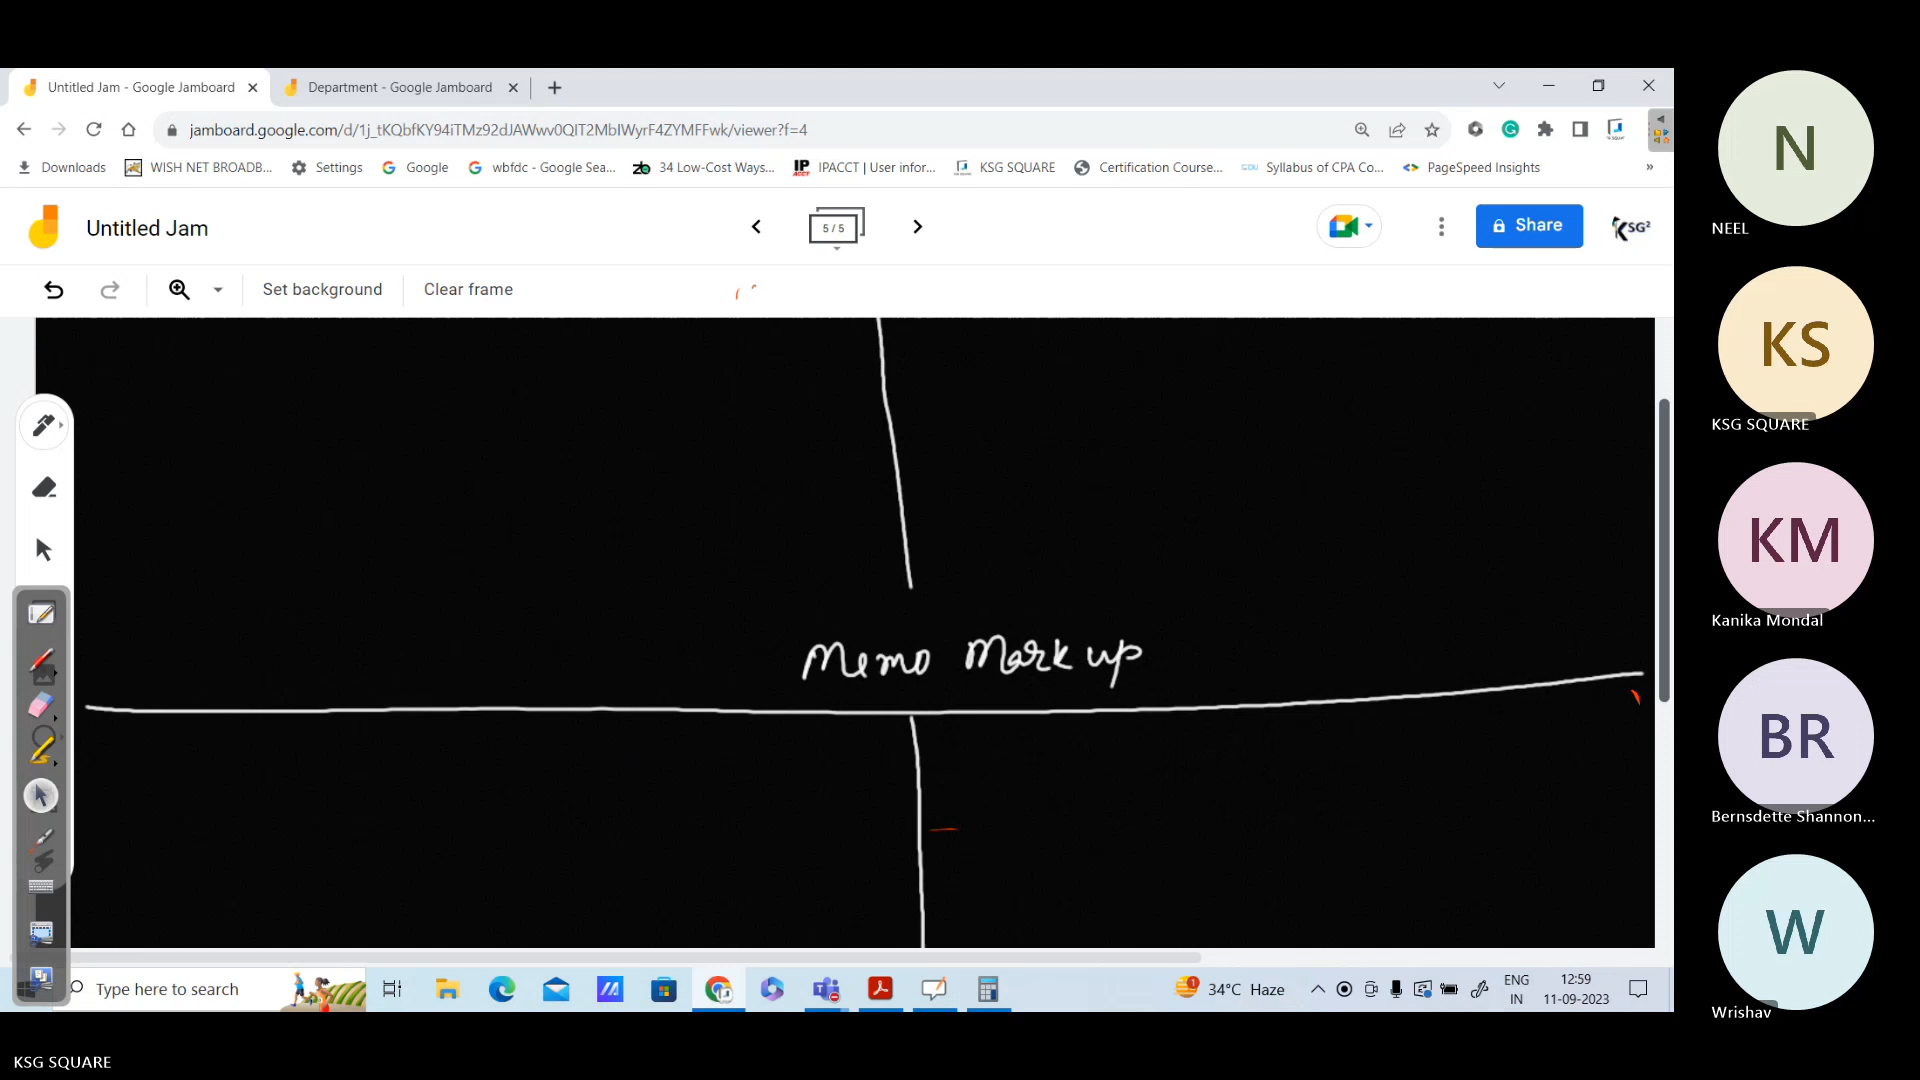 Untitled Jam - Google Jamboard
Department - Google Jamboard
jamboard.google.com/d/1j_tKQbfKY94iTMz92dJAWwv0QIT2MbIWyrF4ZYMFFwk/viewer?f=4
Downloads
WISH NET BROADB...
Settings
Google
wbfdc - Google Sea...
34 Low-Cost Ways...
IPACCT | User infor...
KSG SQUARE
Certification Course...
Syllabus of CPA Co...
PageSpeed Insights
»
Untitled Jam
5 / 5
Share
KSG²
Set background
Clear frame
Memo Mark up
Type here to search
1
34°C Haze
ENG
IN
12:59
11-09-2023
N
NEEL
KS
KSG SQUARE
KM
Kanika Mondal
BR
Bernsdette Shannon...
W
Wrishav
KSG SQUARE